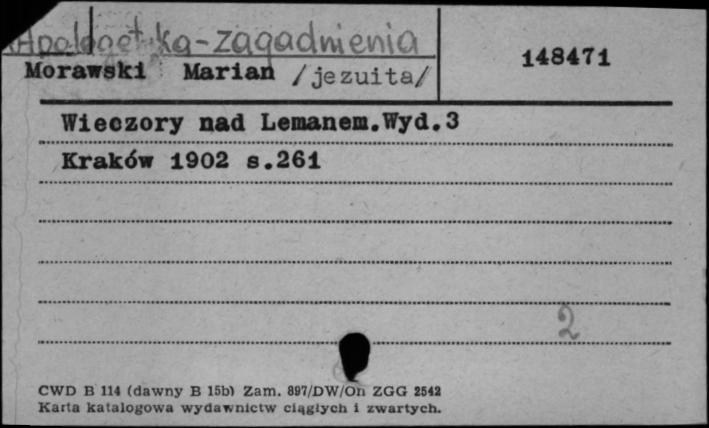 Apologetyka-zagadnienia
148471
Morawski Marian /jezuita/
Wieczory nad Lemanem.Wyd.3
Kraków 1902 s.261
2
CWD B 114 (dawny B 15b) Zam. 897/DW/On ZGG 2542
Karta katalogowa wydawnictw ciągłych i zwartych.